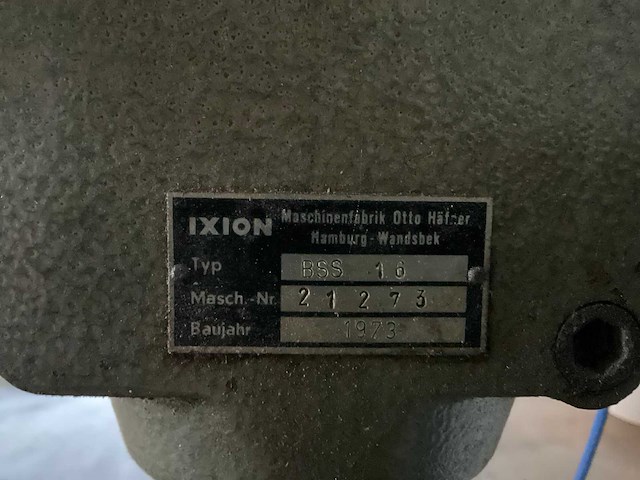 IXION Maschinenfabrik Otto Häfner
Hamburg-Wandsbek
Typ BSS 16
Masch.-Nr. 21273
Baujahr 1973